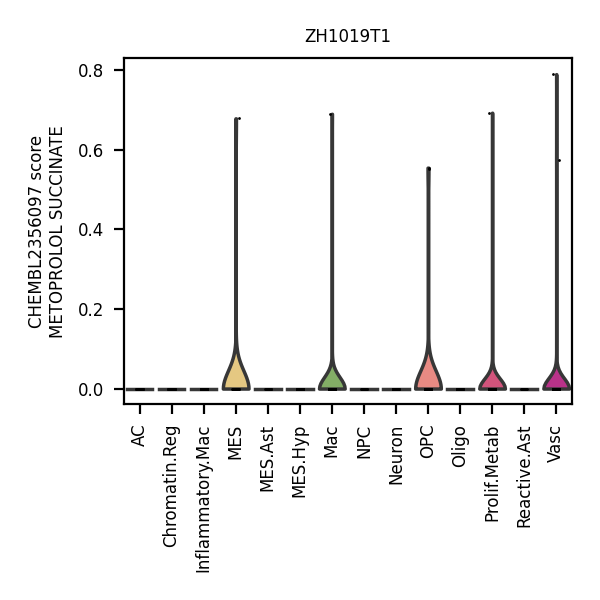 ZH1019T1
CHEMBL2356097 score
METOPROLOL SUCCINATE
0.8
0.6
0.4
0.2
0.0
AC
Chromatin.Reg
Inflammatory.Mac
MES
MES.Ast
MES.Hyp
Mac
NPC
Neuron
OPC
Oligo
Prolif.Metab
Reactive.Ast
Vasc